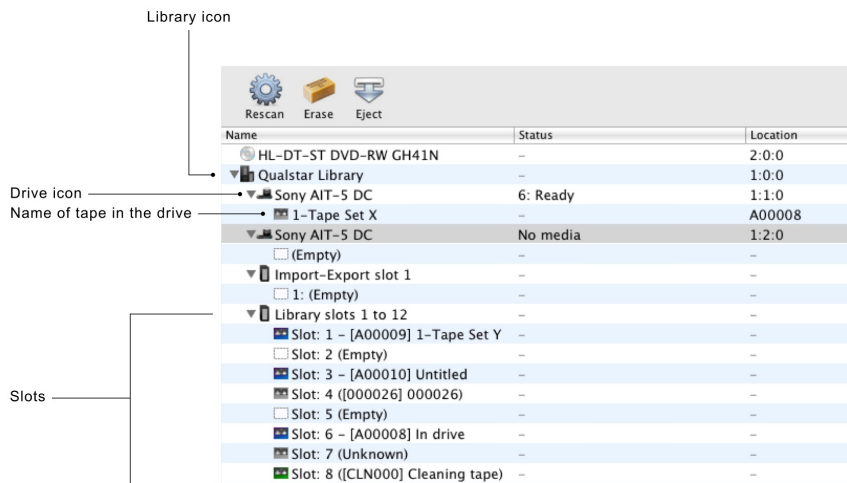 Library icon
Rescan Erase Eject
Name Status Location
HL-DT-ST DVD-RW GH41N – 2:0:0
Qualstar Library – 1:0:0
Drive icon Sony AIT-5 DC 6: Ready 1:1:0
Name of tape in the drive 1-Tape Set X – A00008
Sony AIT-5 DC No media 1:2:0
(Empty) – –
Import-Export slot 1 – –
1: (Empty) – –
Library slots 1 to 12 – –
Slot: 1 – [A00009] 1-Tape Set Y – –
Slot: 2 (Empty) – –
Slot: 3 – [A00010] Untitled – –
Slots Slot: 4 ([000026] 000026) – –
Slot: 5 (Empty) – –
Slot: 6 – [A00008] In drive – –
Slot: 7 (Unknown) – –
Slot: 8 ([CLN000] Cleaning tape) – –